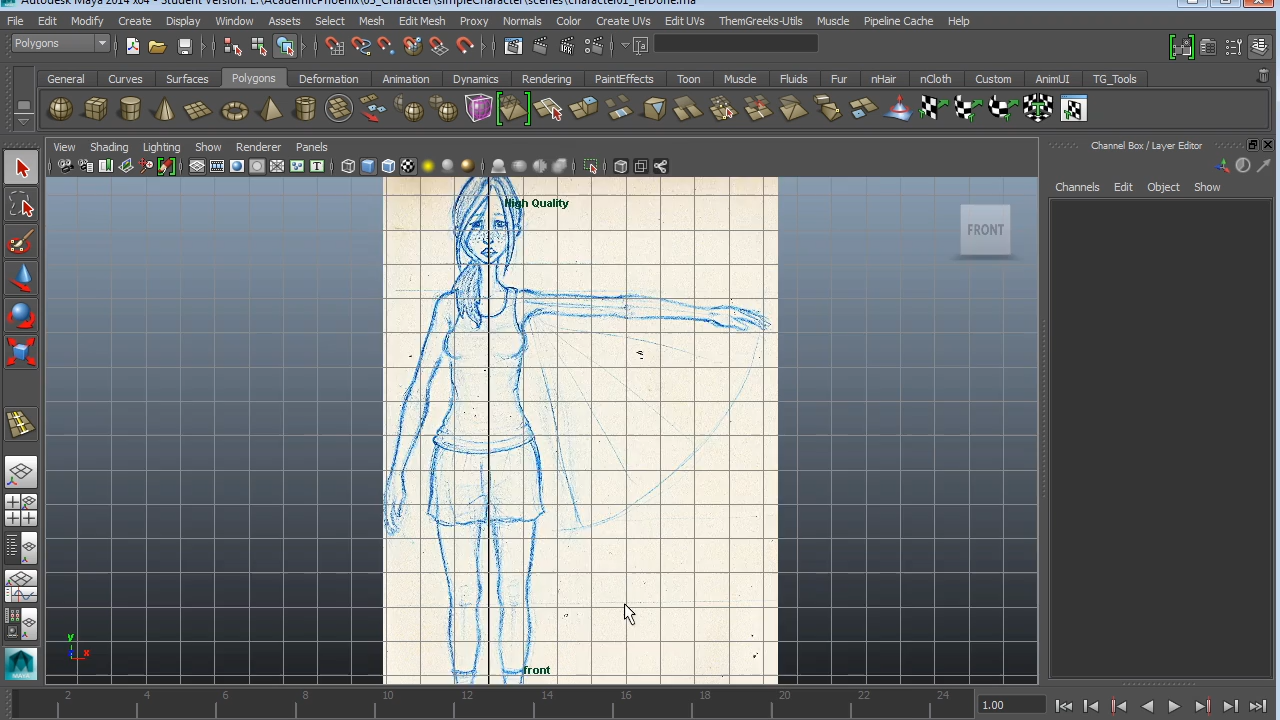 Autodesk Maya 2014 x64 - Student Version: E:\AcademicPhoenix\03_Character\simpleCharacter\scenes\character01_refDone.ma
File Edit Modify Create Display Window Assets Select Mesh Edit Mesh Proxy Normals Color Create UVs Edit UVs ThemGreeks-Utils Muscle Pipeline Cache Help
Polygons
General Curves Surfaces Polygons Deformation Animation Dynamics Rendering PaintEffects Toon Muscle Fluids Fur nHair nCloth Custom AnimUI TG_Tools
View Shading Lighting Show Renderer Panels
Channel Box / Layer Editor
Channels Edit Object Show
High Quality
FRONT
y
x
front
2 4 6 8 10 12 14 16 18 20 22 24
1.00